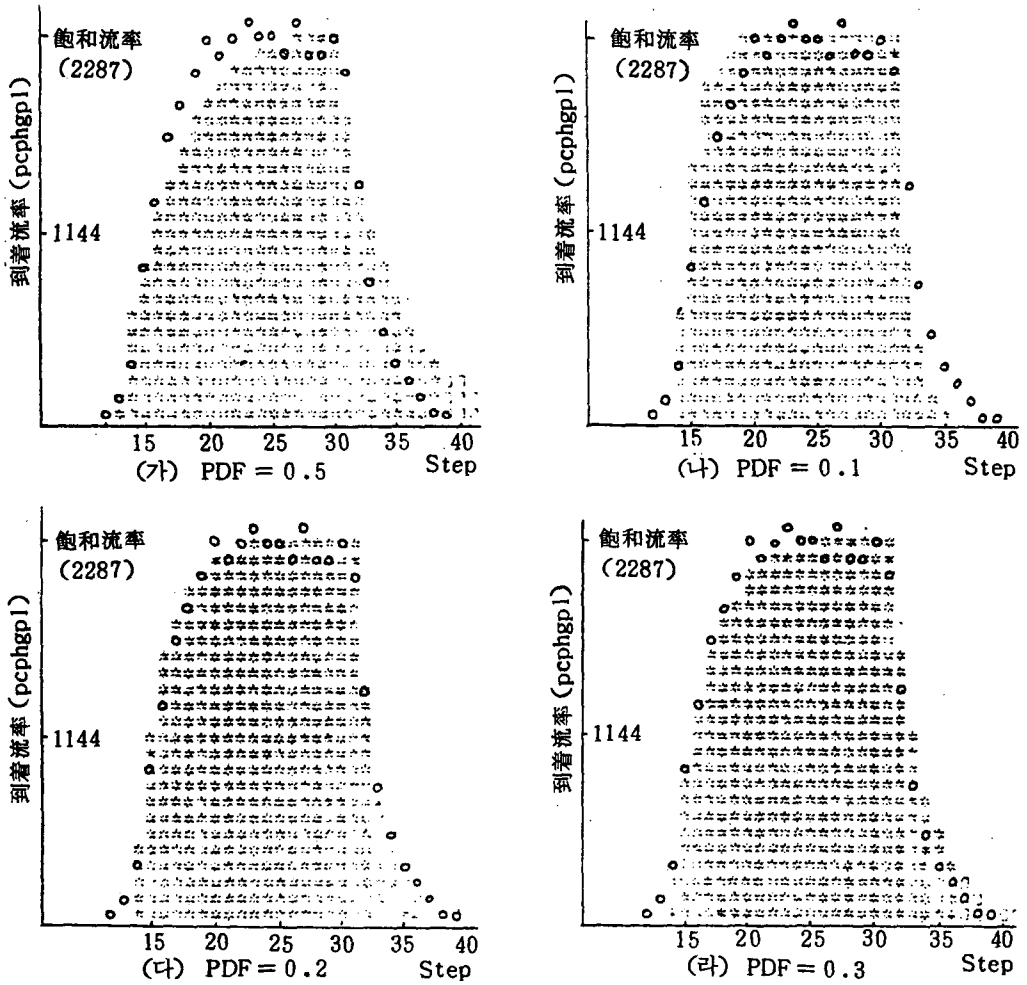 飽和流率
(2287)
到着流率(pcphgpl)
1144
15 20 25 30 35 40
Step
(가) PDF = 0.5
飽和流率
(2287)
到着流率(pcphgpl)
1144
15 20 25 30 35 40
Step
(나) PDF = 0.1
飽和流率
(2287)
到着流率(pcphgpl)
1144
15 20 25 30 35 40
Step
(다) PDF = 0.2
飽和流率
(2287)
到着流率(pcphgpl)
1144
15 20 25 30 35 40
Step
(라) PDF = 0.3